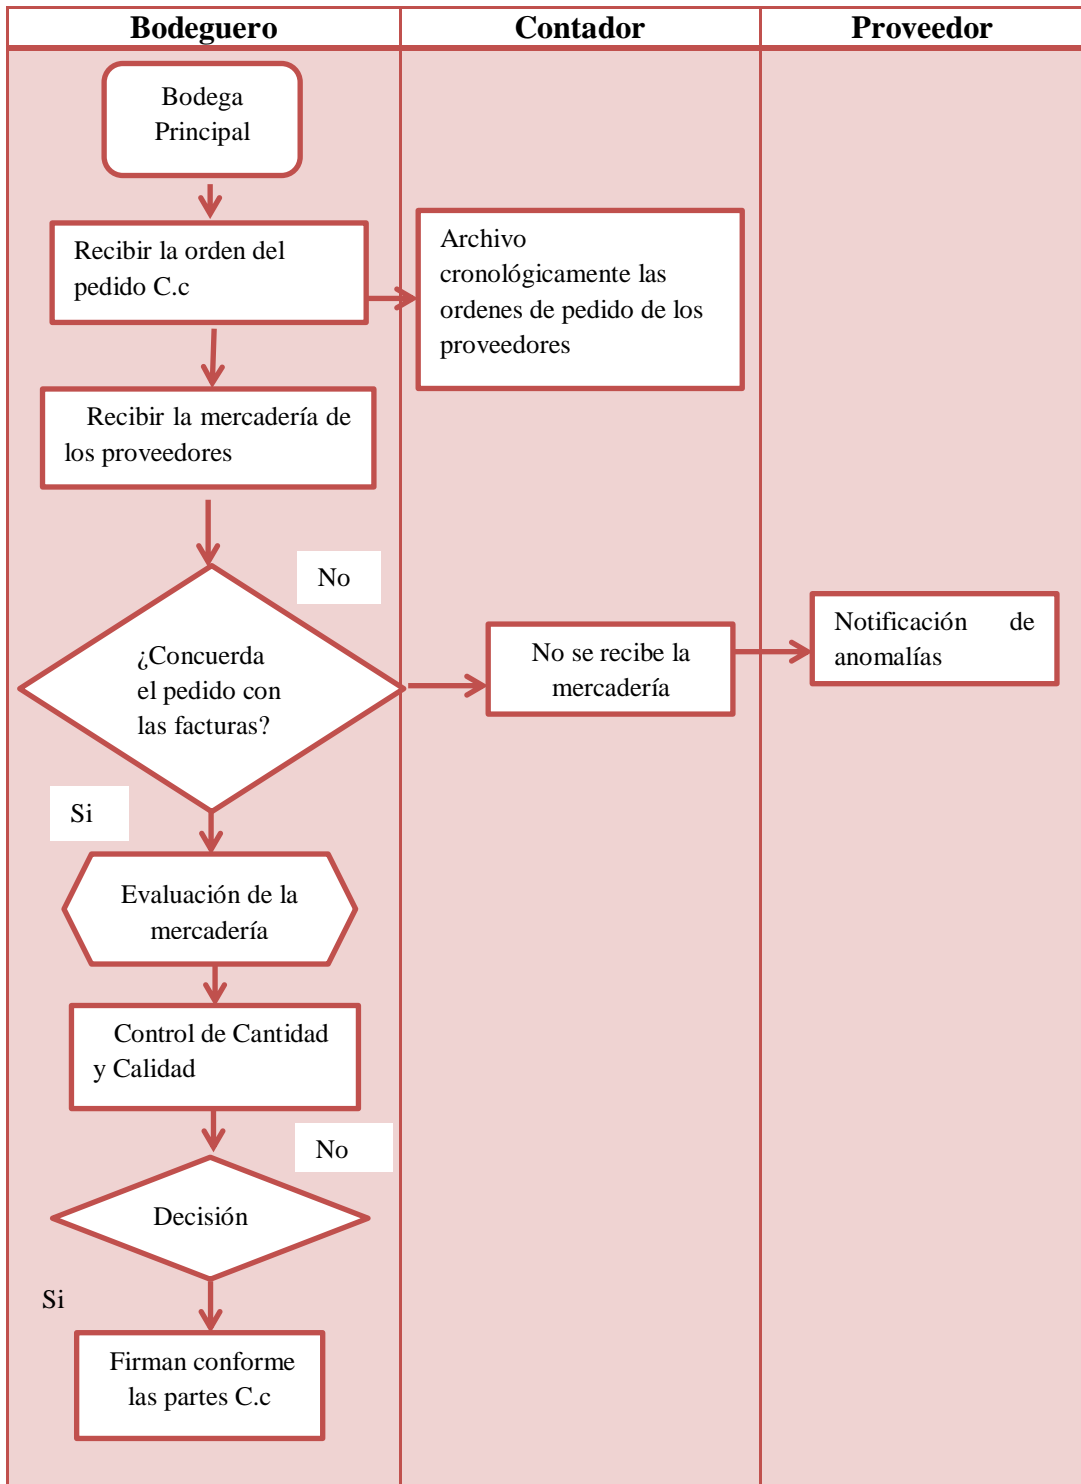 Bodeguero
Contador
Proveedor
Bodega
Principal
Recibir la orden del
pedido C.c
Archivo
cronológicamente las
ordenes de pedido de los
proveedores
Recibir la mercadería de
los proveedores
No
¿Concuerda
el pedido con
las facturas?
No se recibe la
mercadería
Notificación de
anomalías
Si
Evaluación de la
mercadería
Control de Cantidad
y Calidad
No
Decisión
Si
Firman conforme
las partes C.c